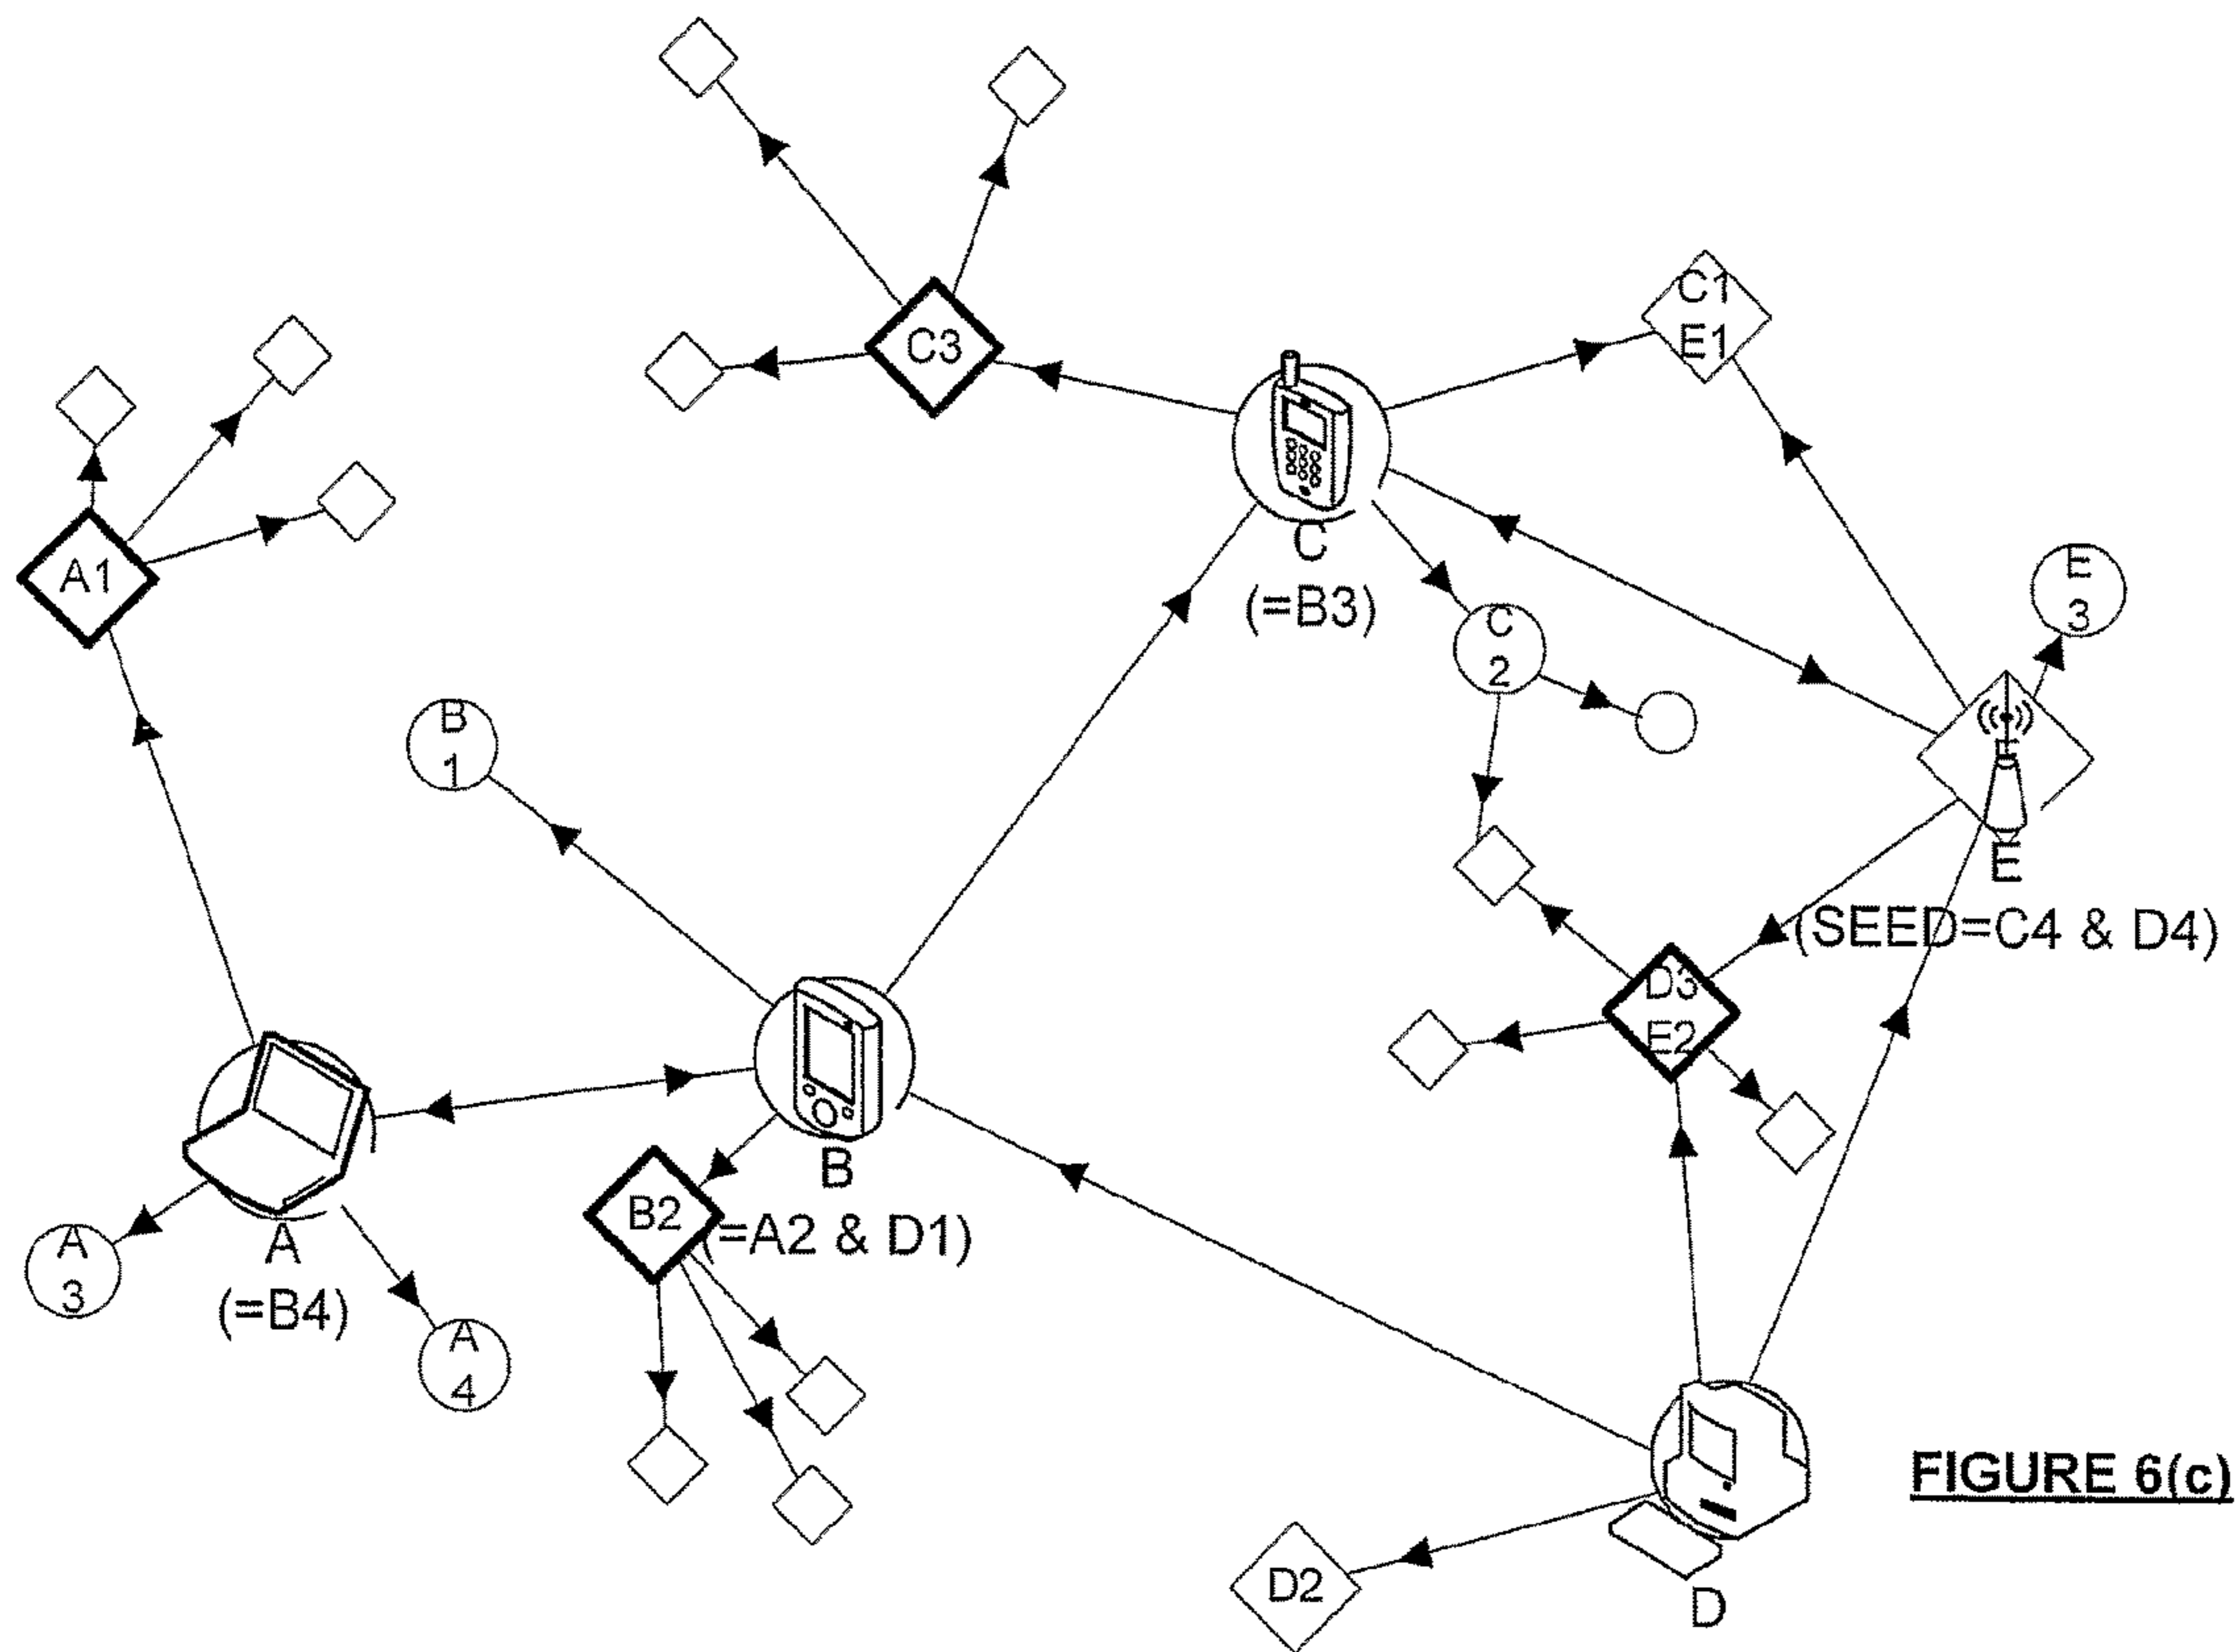 C3
C1
E1
A1
C
(=B3)
E
3
C
2
B
1
E
(SEED=C4 & D4)
D3
E2
B
B2
(=A2 & D1)
A
3
A
(=B4)
A
4
FIGURE 6(c)
D2
D